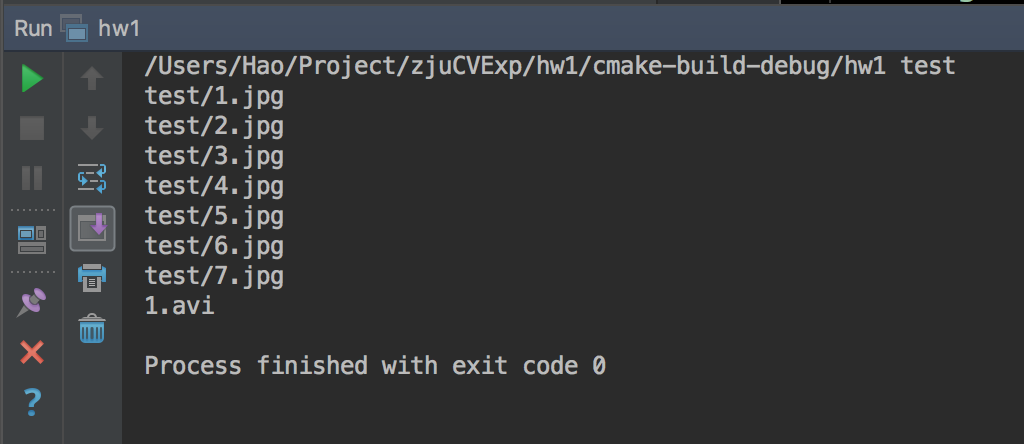 Run hw1
/Users/Hao/Project/zjuCVExp/hw1/cmake-build-debug/hw1 test
test/1.jpg
test/2.jpg
test/3.jpg
test/4.jpg
test/5.jpg
test/6.jpg
test/7.jpg
1.avi
Process finished with exit code 0
?